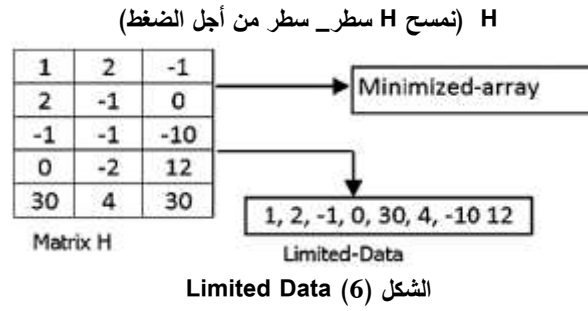 H (نمسح H سطر_ سطر من أجل الضغط)
1 2 -1
2 -1 0
-1 -1 -10
0 -2 12
30 4 30
Minimized-array
1, 2, -1, 0, 30, 4, -10 12
Matrix H
Limited-Data
الشكل (6) Limited Data